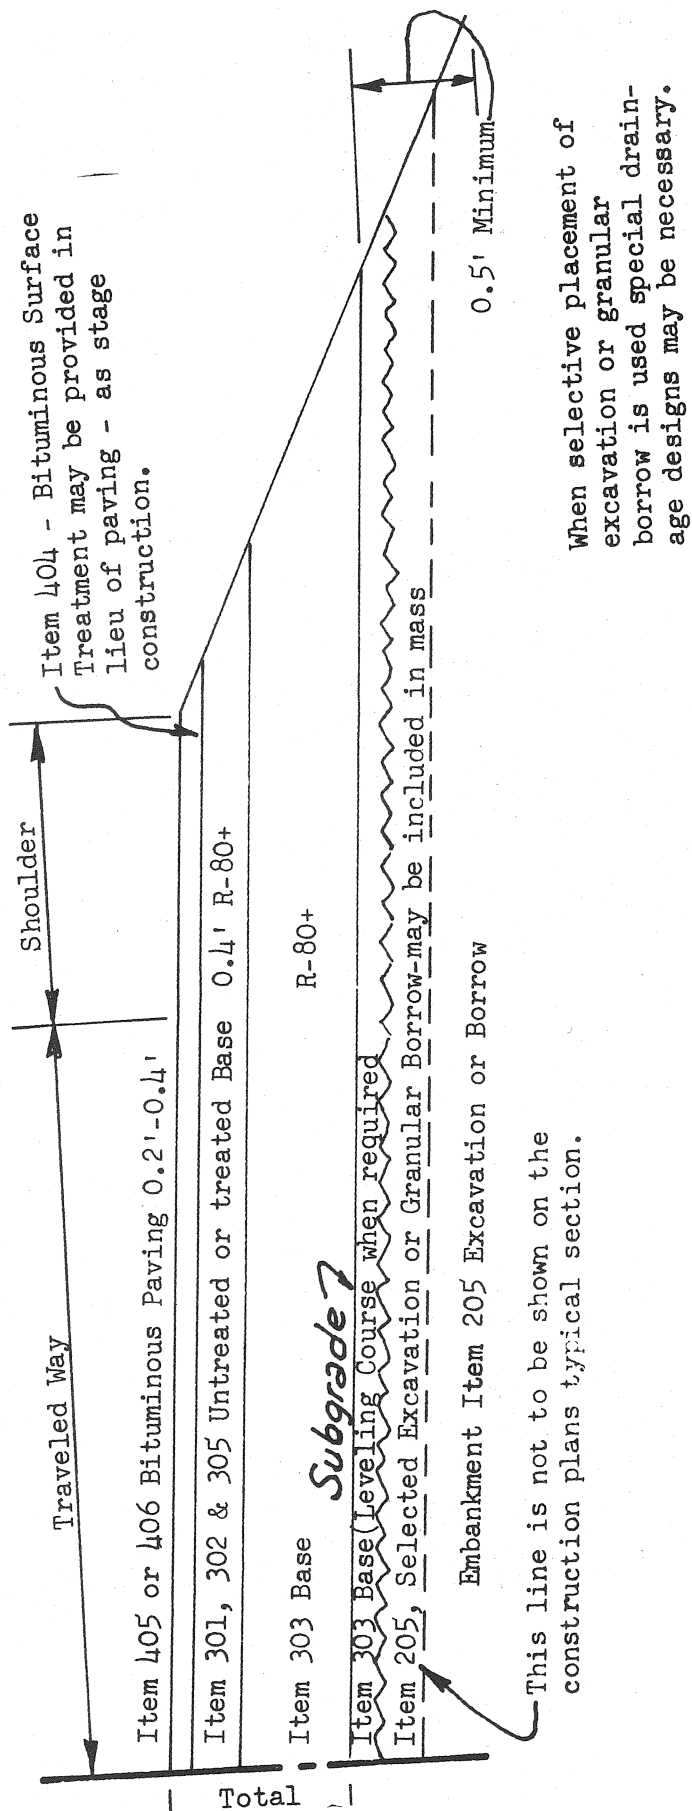 Item 404 - Bituminous Surface
Treatment may be provided in
lieu of paving - as stage
construction.
Traveled Way
Shoulder
Item 405 or 406 Bituminous Paving 0.2'-0.4'
Item 301, 302 & 305 Untreated or treated Base 0.4' R-80+
Item 303 Base
R-80+
Total
Subgrade
Item 303 Base(Leveling Course when required
Item 205, Selected Excavation or Granular Borrow-may be included in mass
Embankment Item 205 Excavation or Borrow
0.5' Minimum
This line is not to be shown on the
construction plans typical section.
When selective placement of
excavation or granular
borrow is used special drain-
age designs may be necessary.